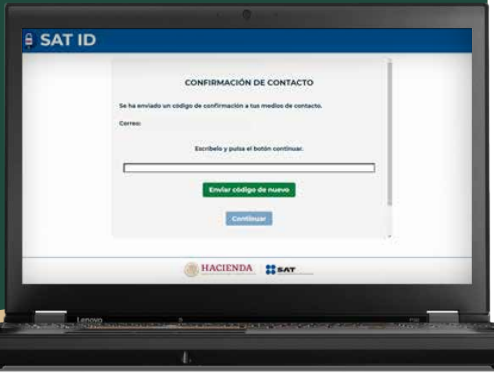 SAT ID
CONFIRMACIÓN DE CONTACTO
Se ha enviado un código de confirmación a tus medios de contacto.
Correo:
Escríbelo y pulsa el botón continuar.
Enviar código de nuevo
Continuar
HACIENDA
SAT
Lenovo